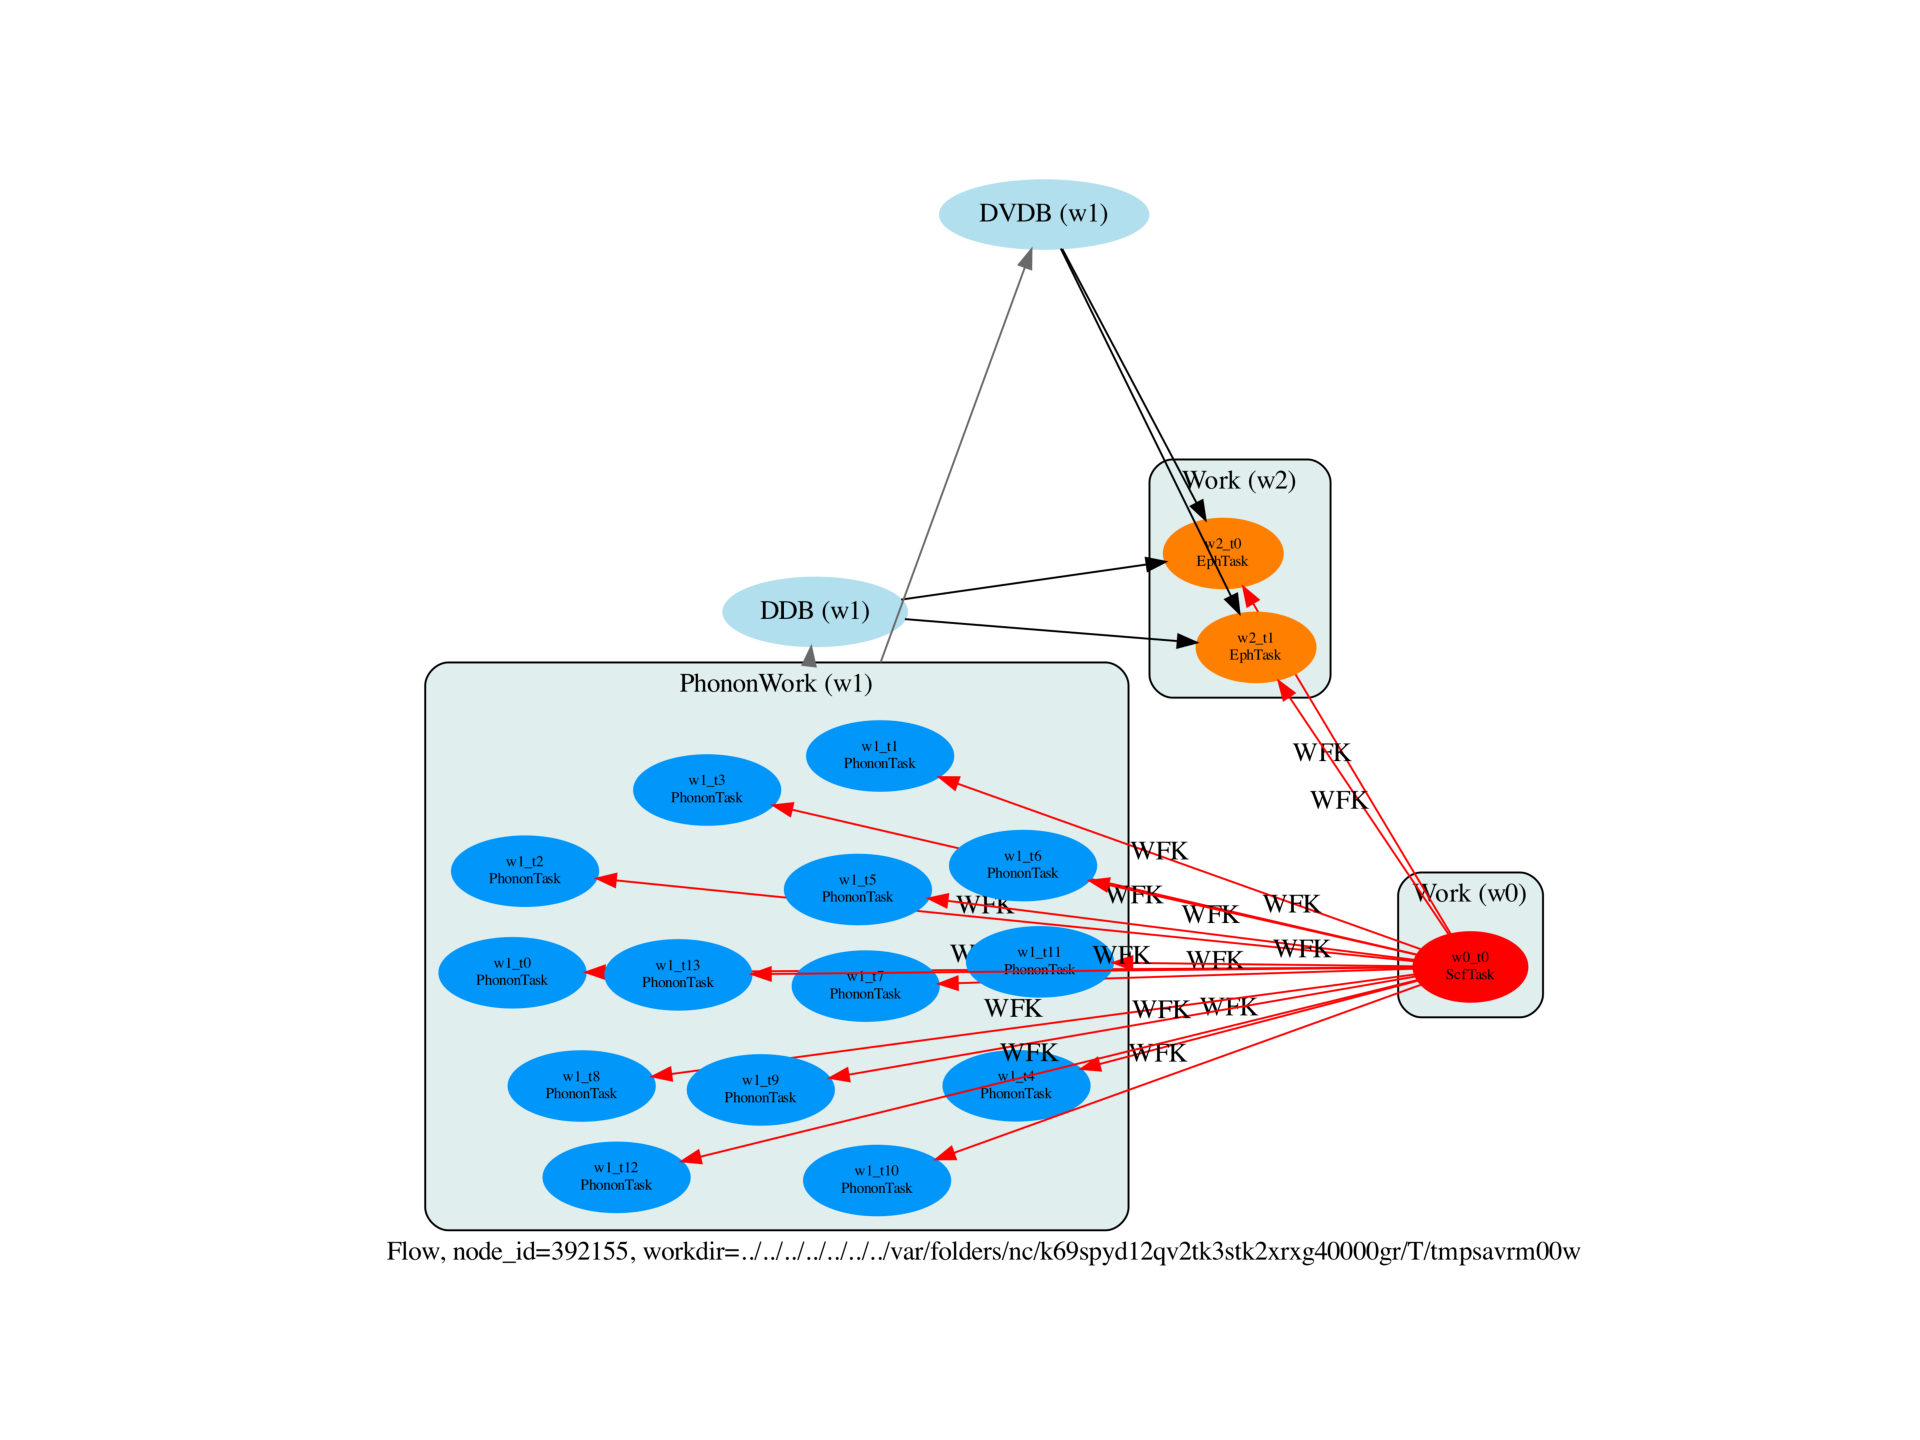 DVDB (w1)
Work (w2)
w2_t0
EphTask
DDB (w1)
w2_t1
EphTask
PhononWork (w1)
w1_t1
PhononTask
WFK
w1_t3
PhononTask
WFK
w1_t6
PhononTask
WFK
w1_t2
PhononTask
w1_t5
PhononTask
WFK
WFK
WFK
WFK
Work (w0)
w1_t0
PhononTask
w1_t13
PhononTask
w1_t7
PhononTask
w1_t11
PhononTask
WFK
WFK
WFK
w0_t0
ScfTask
WFK
WFK
WFK
w1_t8
PhononTask
w1_t9
PhononTask
WFK
w1_t4
PhononTask
WFK
w1_t12
PhononTask
w1_t10
PhononTask
Flow, node_id=392155, workdir=../../../../../../../var/folders/nc/k69spyd12qv2tk3stk2xrxg40000gr/T/tmpsavrm00w